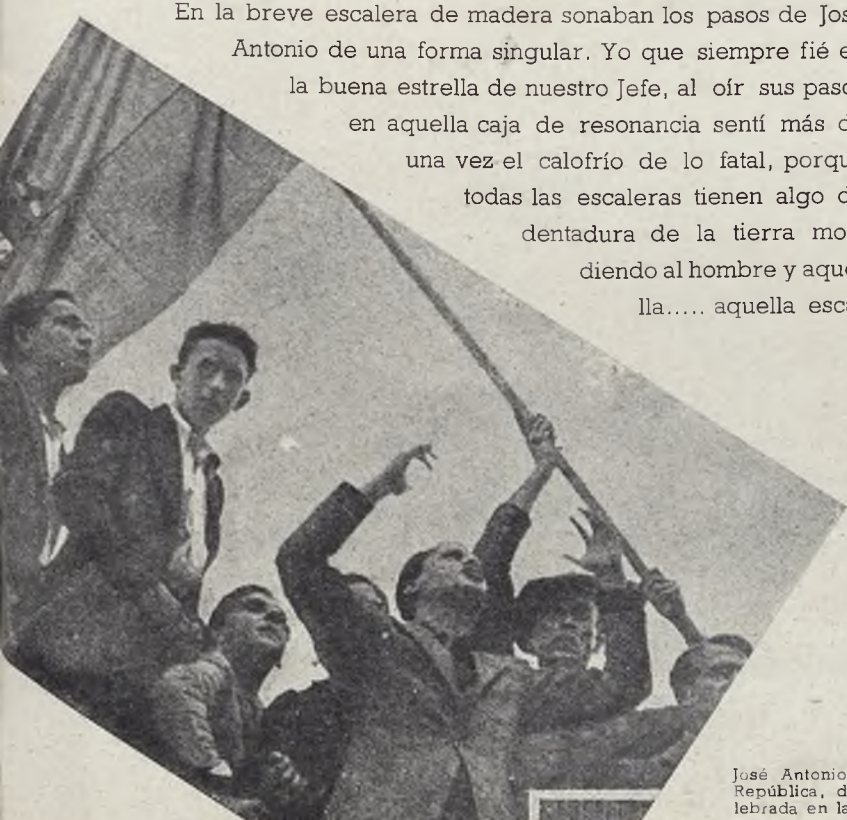 En la breve escalera de madera sonaban los pasos de Jos
Antonio de una forma singular. Yo que siempre fié e
la buena estrella de nuestro Jefe, al oír sus paso
en aquella caja de resonancia sentí más d
una vez el calofrío de lo fatal, porqu
todas las escaleras tienen algo d
dentadura de la tierra mor
diendo al hombre y aque
lla..... aquella esca
José Antonio
República, d
lebrada en la